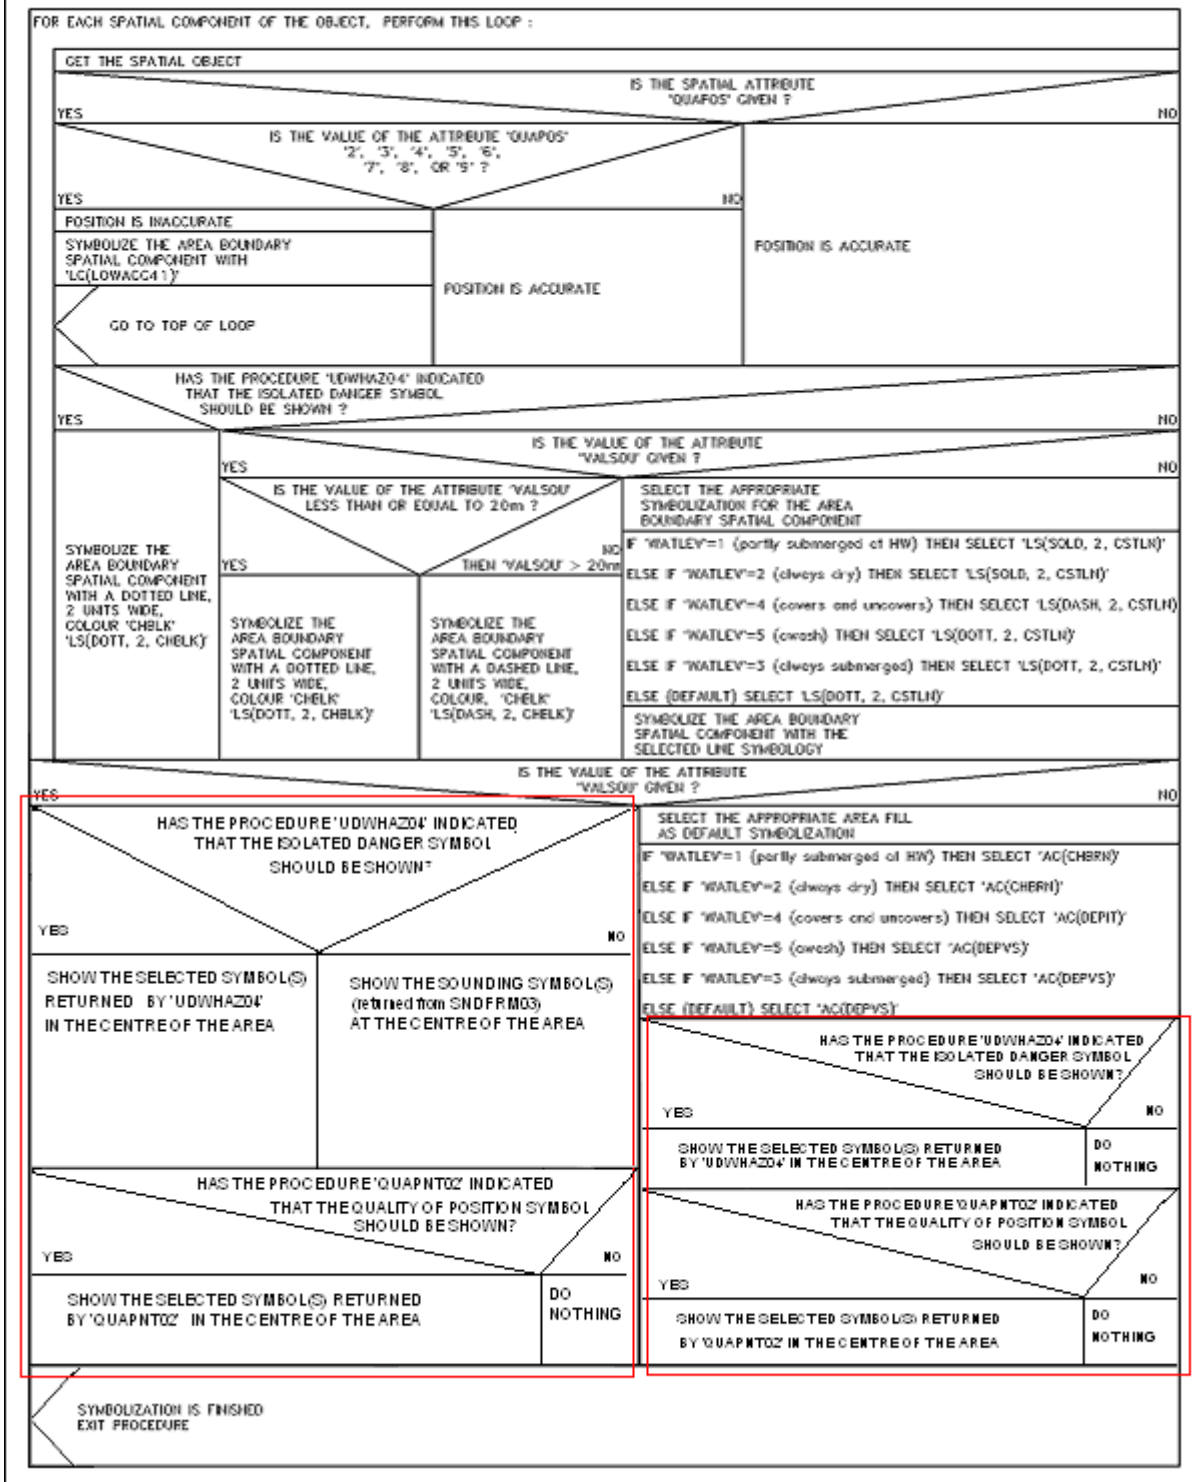 FOR EACH SPATIAL COMPONENT OF THE OBJECT, PERFORM THIS LOOP :
GET THE SPATIAL OBJECT
IS THE SPATIAL ATTRIBUTE
'QUAPOS' GIVEN ?
YES
NO
IS THE VALUE OF THE ATTRIBUTE 'QUAPOS'
'2', '3', '4', '5', '6',
'7', '8', OR '9' ?
YES
NO
POSITION IS INACCURATE
SYMBOLIZE THE AREA BOUNDARY
SPATIAL COMPONENT WITH
'LC(LOWACC41)'
GO TO TOP OF LOOP
POSITION IS ACCURATE
POSITION IS ACCURATE
HAS THE PROCEDURE 'UDWHAZ04' INDICATED
THAT THE ISOLATED DANGER SYMBOL
SHOULD BE SHOWN ?
YES
NO
IS THE VALUE OF THE ATTRIBUTE
'VALSOU' GIVEN ?
YES
NO
IS THE VALUE OF THE ATTRIBUTE 'VALSOU'
LESS THAN OR EQUAL TO 20m ?
YES
NO
THEN 'VALSOU' > 20m
SYMBOLIZE THE
AREA BOUNDARY
SPATIAL COMPONENT
WITH A DOTTED LINE,
2 UNITS WIDE,
COLOUR 'CHBLK'
'LS(DOTT, 2, CHBLK)'
SYMBOLIZE THE
AREA BOUNDARY
SPATIAL COMPONENT
WITH A DOTTED LINE,
2 UNITS WIDE,
COLOUR 'CHBLK'
'LS(DOTT, 2, CHBLK)'
SYMBOLIZE THE
AREA BOUNDARY
SPATIAL COMPONENT
WITH A DASHED LINE,
2 UNITS WIDE,
COLOUR, 'CHBLK'
'LS(DASH, 2, CHBLK)'
SELECT THE APPROPRIATE
SYMBOLIZATION FOR THE AREA
BOUNDARY SPATIAL COMPONENT
IF 'WATLEV'=1 (partly submerged at HW) THEN SELECT 'LS(SOLD, 2, CSTLN)'
ELSE IF 'WATLEV'=2 (always dry) THEN SELECT 'LS(SOLD, 2, CSTLN)'
ELSE IF 'WATLEV'=4 (covers and uncovers) THEN SELECT 'LS(DASH, 2, CSTLN)
ELSE IF 'WATLEV'=5 (awash) THEN SELECT 'LS(DOTT, 2, CSTLN)'
ELSE IF 'WATLEV'=3 (always submerged) THEN SELECT 'LS(DOTT, 2, CSTLN)'
ELSE (DEFAULT) SELECT 'LS(DOTT, 2, CSTLN)'
SYMBOLIZE THE AREA BOUNDARY
SPATIAL COMPONENT WITH THE
SELECTED LINE SYMBOLOGY
IS THE VALUE OF THE ATTRIBUTE
'VALSOU' GIVEN ?
YES
NO
HAS THE PROCEDURE 'UDWHAZ04' INDICATED
THAT THE ISOLATED DANGER SYMBOL
SHOULD BE SHOWN?
YES
NO
SHOW THE SELECTED SYMBOL(S)
RETURNED BY 'UDWHAZ04'
IN THE CENTRE OF THE AREA
SHOW THE SOUNDING SYMBOL(S)
(returned from SNDFRM03)
AT THE CENTRE OF THE AREA
HAS THE PROCEDURE 'QUAPNT02' INDICATED
THAT THE QUALITY OF POSITION SYMBOL
SHOULD BE SHOWN?
YES
NO
SHOW THE SELECTED SYMBOL(S) RETURNED
BY 'QUAPNT02' IN THE CENTRE OF THE AREA
DO
NOTHING
SELECT THE APPROPRIATE AREA FILL
AS DEFAULT SYMBOLIZATION
IF 'WATLEV'=1 (partly submerged at HW) THEN SELECT 'AC(CHBRN)'
ELSE IF 'WATLEV'=2 (always dry) THEN SELECT 'AC(CHBRN)'
ELSE IF 'WATLEV'=4 (covers and uncovers) THEN SELECT 'AC(DEPIT)'
ELSE IF 'WATLEV'=5 (awash) THEN SELECT 'AC(DEPVS)'
ELSE IF 'WATLEV'=3 (always submerged) THEN SELECT 'AC(DEPVS)'
ELSE (DEFAULT) SELECT 'AC(DEPVS)'
HAS THE PROCEDURE 'UDWHAZ04' INDICATED
THAT THE ISOLATED DANGER SYMBOL
SHOULD BE SHOWN?
YES
NO
SHOW THE SELECTED SYMBOL(S) RETURNED
BY 'UDWHAZ04' IN THE CENTRE OF THE AREA
DO
NOTHING
HAS THE PROCEDURE 'QUAPNT02' INDICATED
THAT THE QUALITY OF POSITION SYMBOL
SHOULD BE SHOWN?
YES
NO
SHOW THE SELECTED SYMBOL(S) RETURNED
BY 'QUAPNT02' IN THE CENTRE OF THE AREA
DO
NOTHING
SYMBOLIZATION IS FINISHED
EXIT PROCEDURE